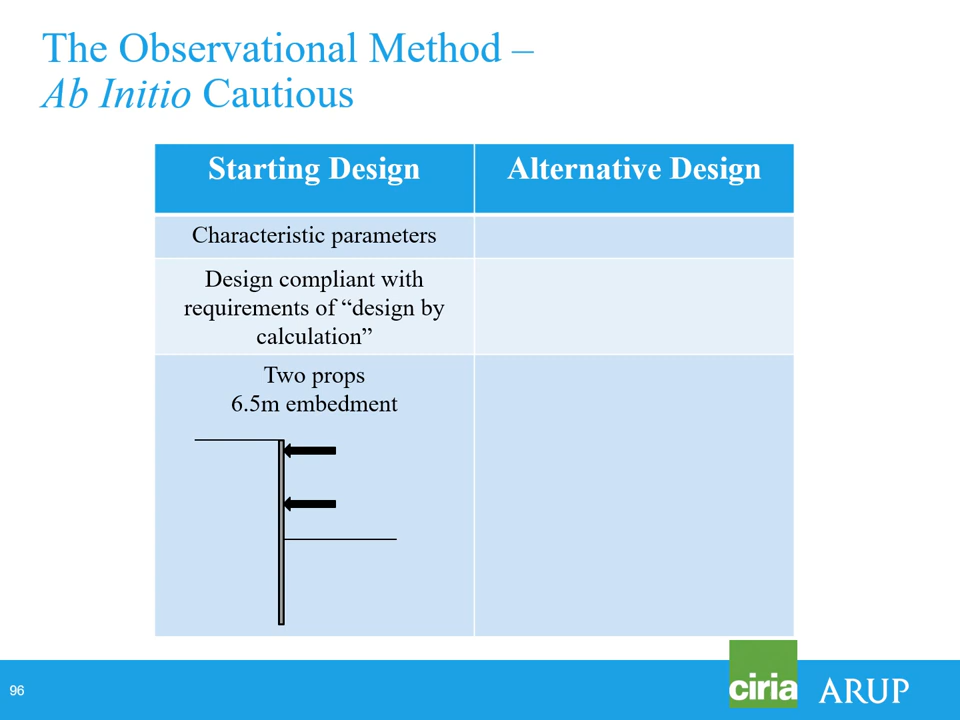 The Observational Method –
Ab Initio Cautious
Starting Design
Alternative Design
Characteristic parameters
Design compliant with
requirements of “design by
calculation”
Two props
6.5m embedment
96
ciria
ARUP